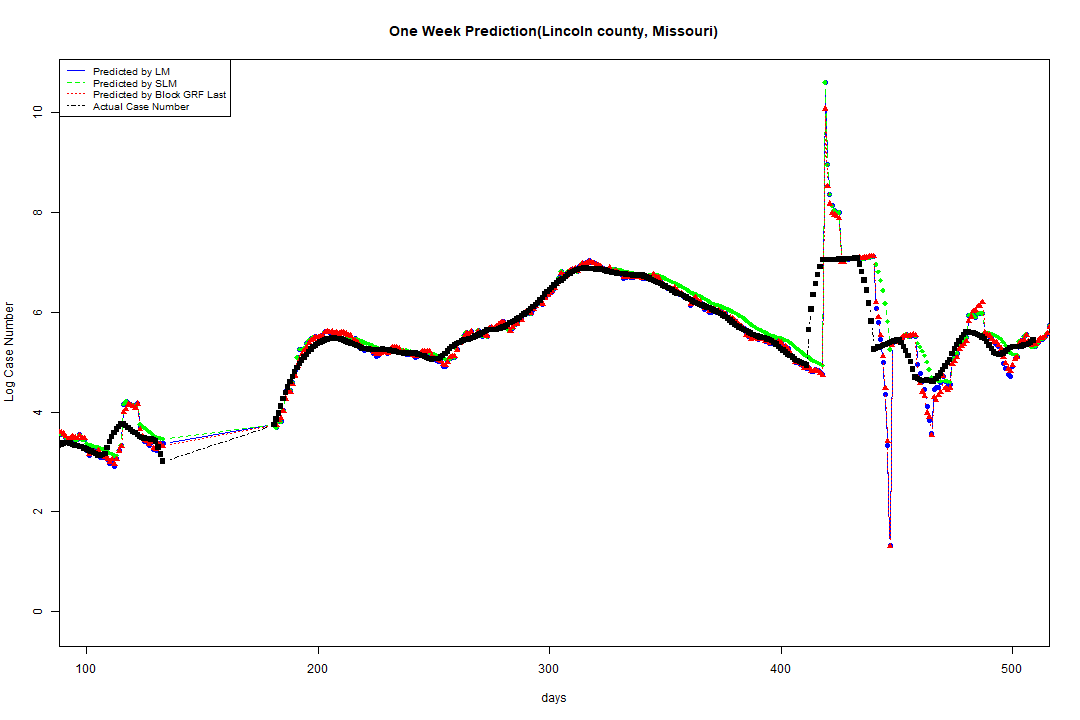 One Week Prediction(Lincoln county, Missouri)
Predicted by LM
Predicted by SLM
Predicted by Block GRF Last
Actual Case Number
Log Case Number
10
8
6
4
2
0
100 200 300 400 500
days